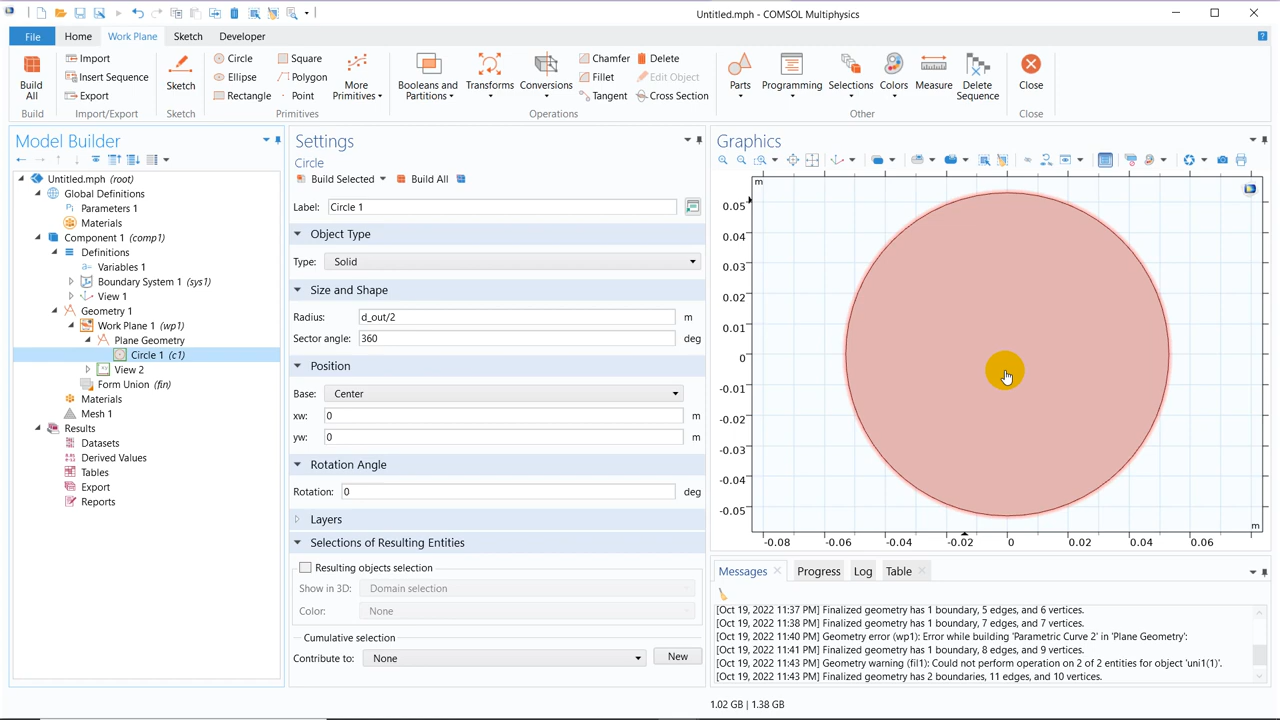 Untitled.mph - COMSOL Multiphysics
File Home Work Plane Sketch Developer
Build All
Build
Import
Insert Sequence
Export
Import/Export
Sketch
Sketch
Circle
Ellipse
Rectangle
Square
Polygon
Point
More Primitives
Primitives
Booleans and Partitions
Transforms
Conversions
Chamfer
Fillet
Tangent
Delete
Edit Object
Cross Section
Operations
Parts
Programming
Selections
Colors
Measure
Delete Sequence
Other
Close
Close
Model Builder
Untitled.mph (root)
Global Definitions
Parameters 1
Materials
Component 1 (comp1)
Definitions
Variables 1
Boundary System 1 (sys1)
View 1
Geometry 1
Work Plane 1 (wp1)
Plane Geometry
Circle 1 (c1)
View 2
Form Union (fin)
Materials
Mesh 1
Results
Datasets
Derived Values
Tables
Export
Reports
Settings
Circle
Build Selected Build All
Label: Circle 1
Object Type
Type: Solid
Size and Shape
Radius: d_out/2 m
Sector angle: 360 deg
Position
Base: Center
xw: 0 m
yw: 0 m
Rotation Angle
Rotation: 0 deg
Layers
Selections of Resulting Entities
Resulting objects selection
Show in 3D: Domain selection
Color: None
Cumulative selection
Contribute to: None New
Graphics
m
0.05
0.04
0.03
0.02
0.01
0
-0.01
-0.02
-0.03
-0.04
-0.05
m
-0.08 -0.06 -0.04 -0.02 0 0.02 0.04 0.06
Messages Progress Log Table
[Oct 19, 2022 11:37 PM] Finalized geometry has 1 boundary, 5 edges, and 6 vertices.
[Oct 19, 2022 11:38 PM] Finalized geometry has 1 boundary, 7 edges, and 7 vertices.
[Oct 19, 2022 11:40 PM] Geometry error (wp1): Error while building 'Parametric Curve 2' in 'Plane Geometry':
[Oct 19, 2022 11:41 PM] Finalized geometry has 1 boundary, 8 edges, and 9 vertices.
[Oct 19, 2022 11:43 PM] Geometry warning (fil1): Could not perform operation on 2 of 2 entities for object 'uni1(1)'.
[Oct 19, 2022 11:43 PM] Finalized geometry has 2 boundaries, 11 edges, and 10 vertices.
1.02 GB | 1.38 GB